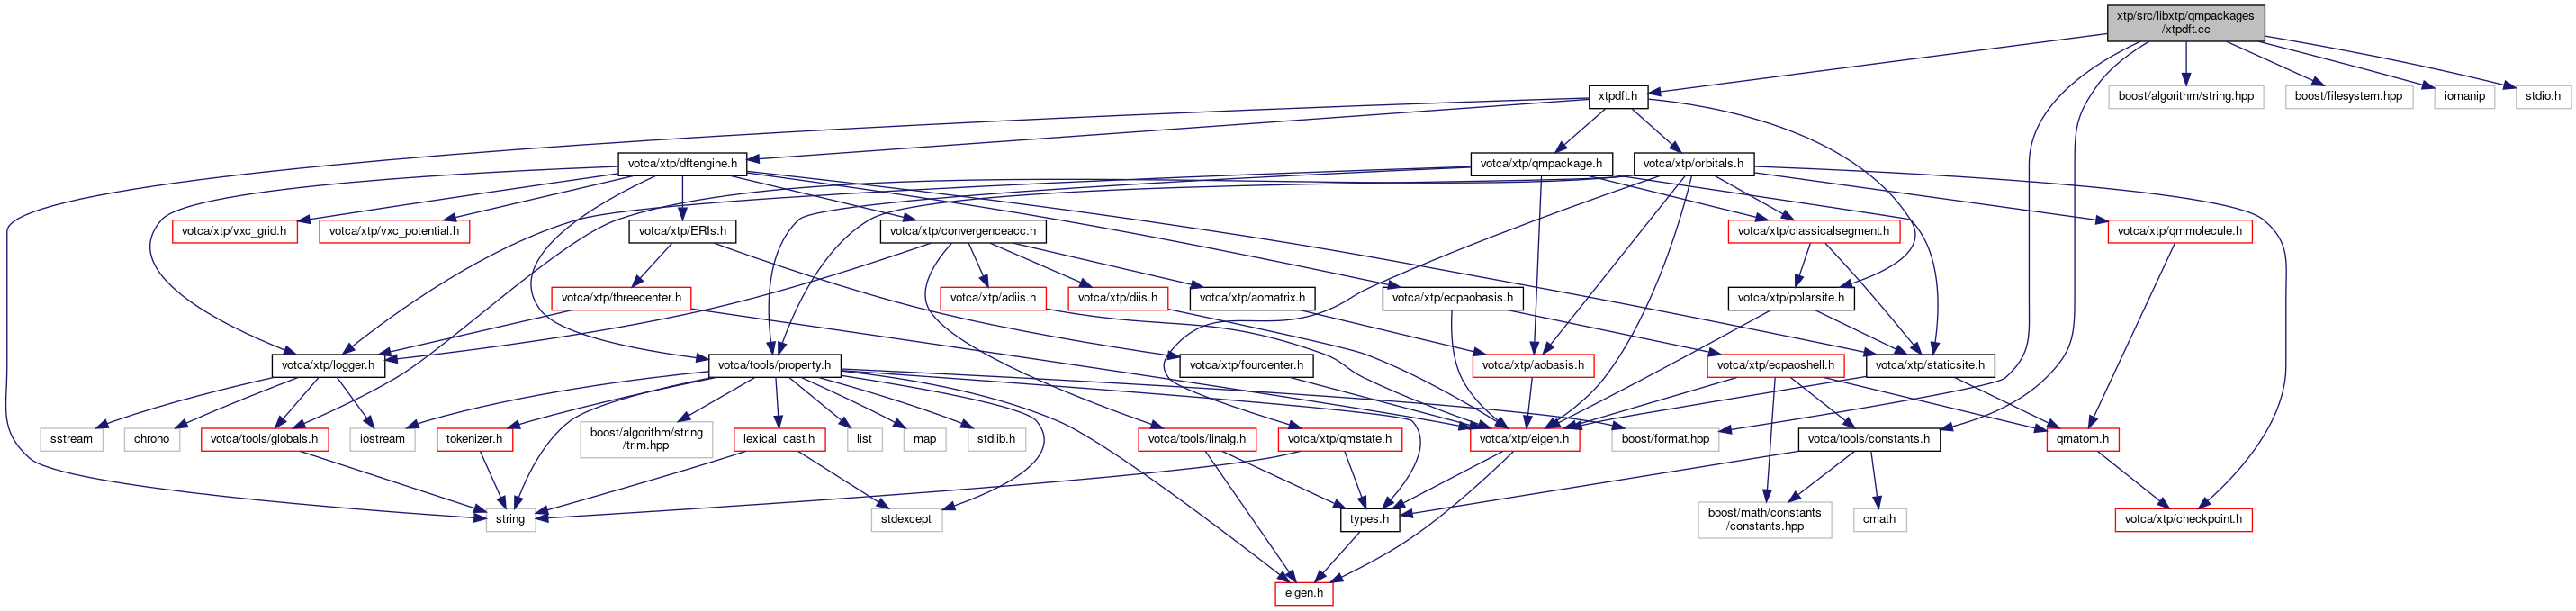 xtp/src/libxtp/qmpackages
/xtpdft.cc
xtpdft.h
boost/algorithm/string.hpp
boost/filesystem.hpp
iomanip
stdio.h
votca/xtp/dftengine.h
votca/xtp/qmpackage.h
votca/xtp/orbitals.h
votca/xtp/vxc_grid.h
votca/xtp/vxc_potential.h
votca/xtp/ERIs.h
votca/xtp/convergenceacc.h
votca/xtp/classicalsegment.h
votca/xtp/qmmolecule.h
votca/xtp/threecenter.h
votca/xtp/adiis.h
votca/xtp/diis.h
votca/xtp/aomatrix.h
votca/xtp/ecpaobasis.h
votca/xtp/polarsite.h
votca/xtp/logger.h
votca/tools/property.h
votca/xtp/fourcenter.h
votca/xtp/aobasis.h
votca/xtp/ecpaoshell.h
votca/xtp/staticsite.h
sstream
chrono
votca/tools/globals.h
iostream
tokenizer.h
boost/algorithm/string
/trim.hpp
lexical_cast.h
list
map
stdlib.h
votca/tools/linalg.h
votca/xtp/qmstate.h
votca/xtp/eigen.h
boost/format.hpp
votca/tools/constants.h
qmatom.h
string
stdexcept
types.h
boost/math/constants
/constants.hpp
cmath
votca/xtp/checkpoint.h
eigen.h